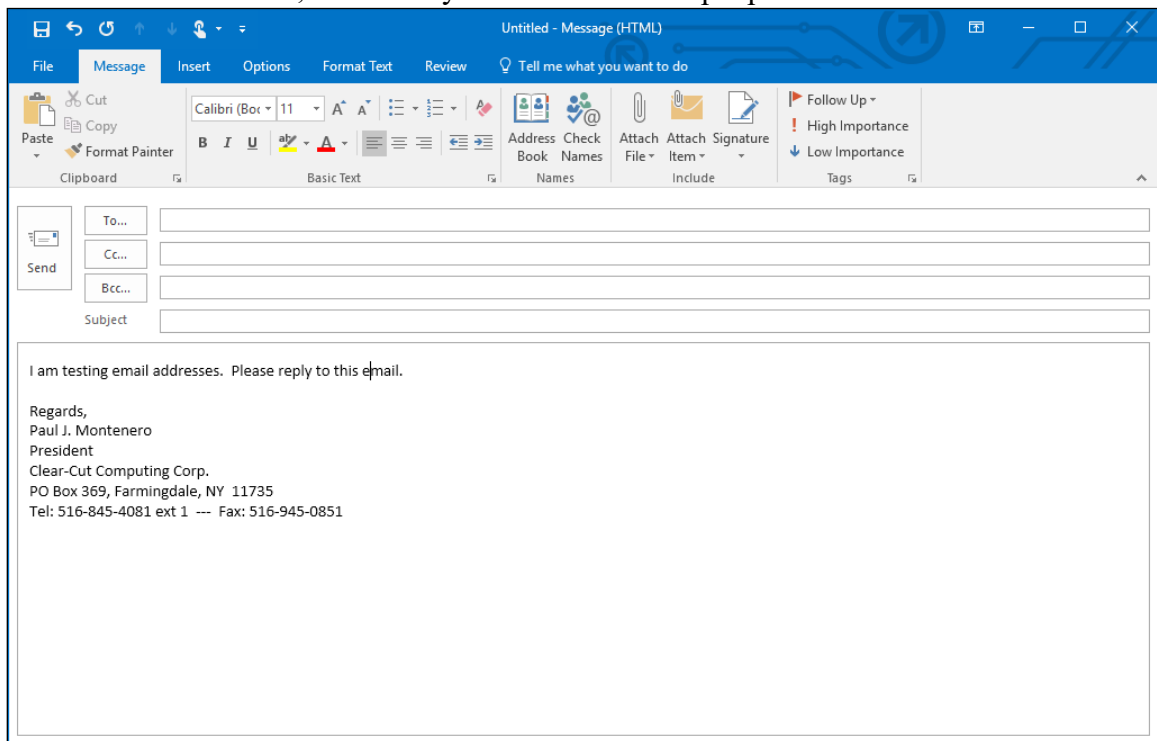 Untitled - Message (HTML)
File Message Insert Options Format Text Review Tell me what you want to do
Cut
Copy
Paste
Format Painter
Clipboard
Calibri (Boc 11
B I U
Basic Text
Address Book
Check Names
Names
Attach File
Attach Item
Signature
Include
Follow Up
High Importance
Low Importance
Tags
To...
Cc...
Send
Bcc...
Subject
I am testing email addresses.  Please reply to this email.
Regards,
Paul J. Montenero
President
Clear-Cut Computing Corp.
PO Box 369, Farmingdale, NY  11735
Tel: 516-845-4081 ext 1  ---  Fax: 516-945-0851